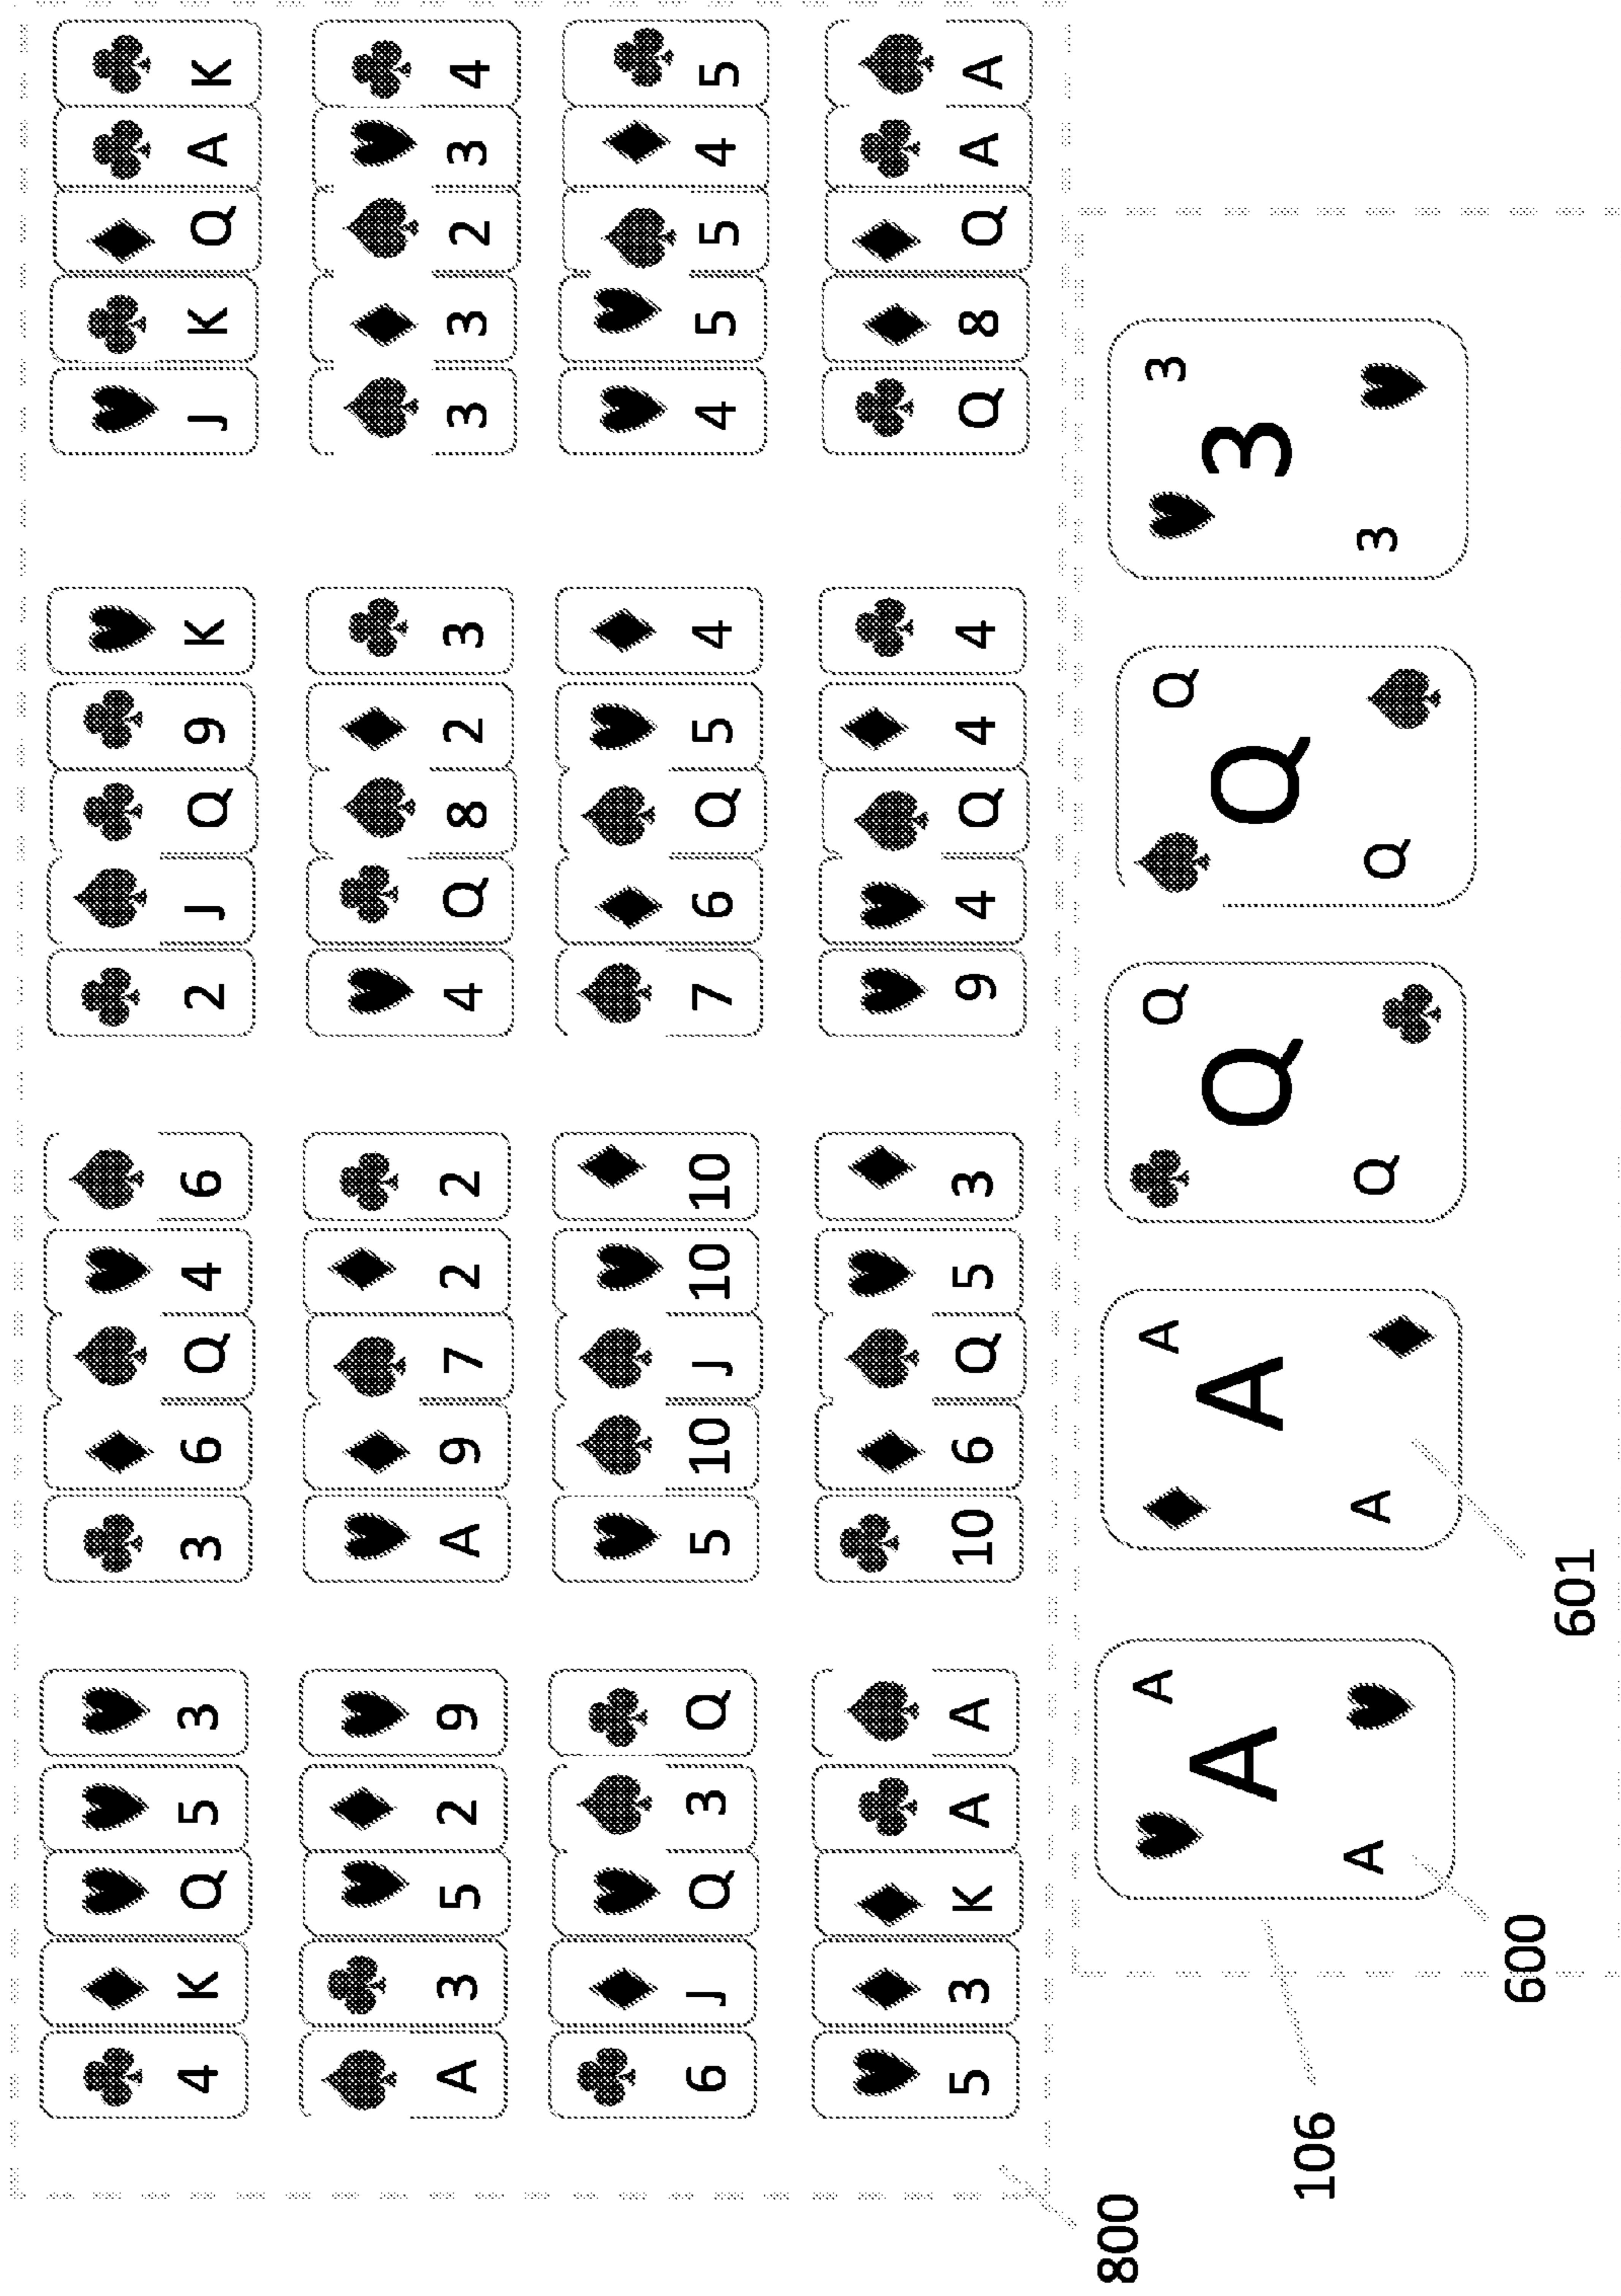 4 K Q 5 3 3 6 Q 4 6 2 J Q 9 K J K Q A K
A 3 5 2 9 A 9 7 2 2 4 Q 8 2 3 3 3 2 3 4
6 J Q 3 Q 5 10 J 10 10 7 6 Q 5 4 4 5 5 4 5
5 3 K A A 10 6 Q 5 3 9 4 Q 4 4 Q 8 Q A A
800
A A Q Q 3
A A Q Q 3
106
A A Q Q 3
600
601